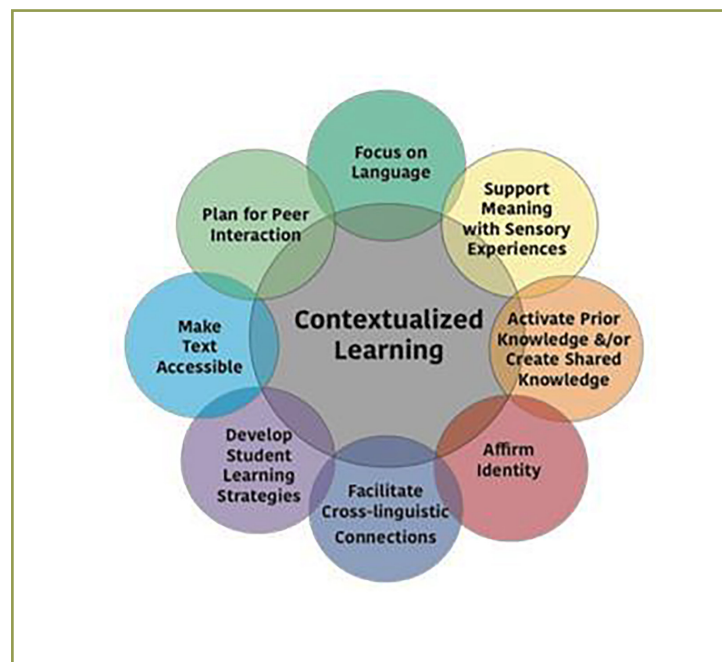 Focus on
Language
Support
Meaning
with Sensory
Experiences
Activate Prior
Knowledge &/or
Create Shared
Knowledge
Affirm
Identity
Facilitate
Cross-linguistic
Connections
Develop
Student
Learning
Strategies
Make
Text
Accessible
Plan for Peer
Interaction
Contextualized
Learning